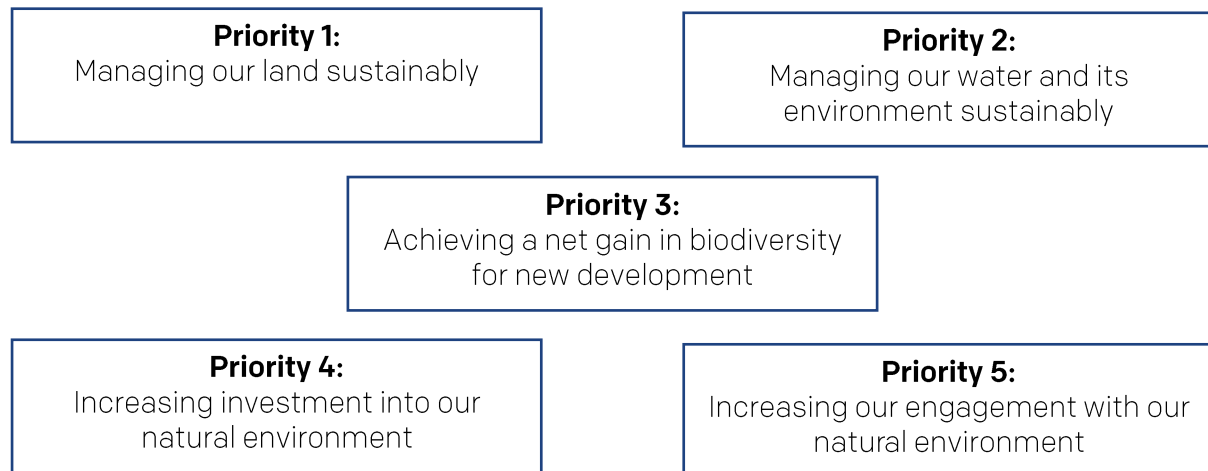 Priority 1:
Managing our land sustainably
Priority 2:
Managing our water and its
environment sustainably
Priority 3:
Achieving a net gain in biodiversity
for new development
Priority 4:
Increasing investment into our
natural environment
Priority 5:
Increasing our engagement with our
natural environment